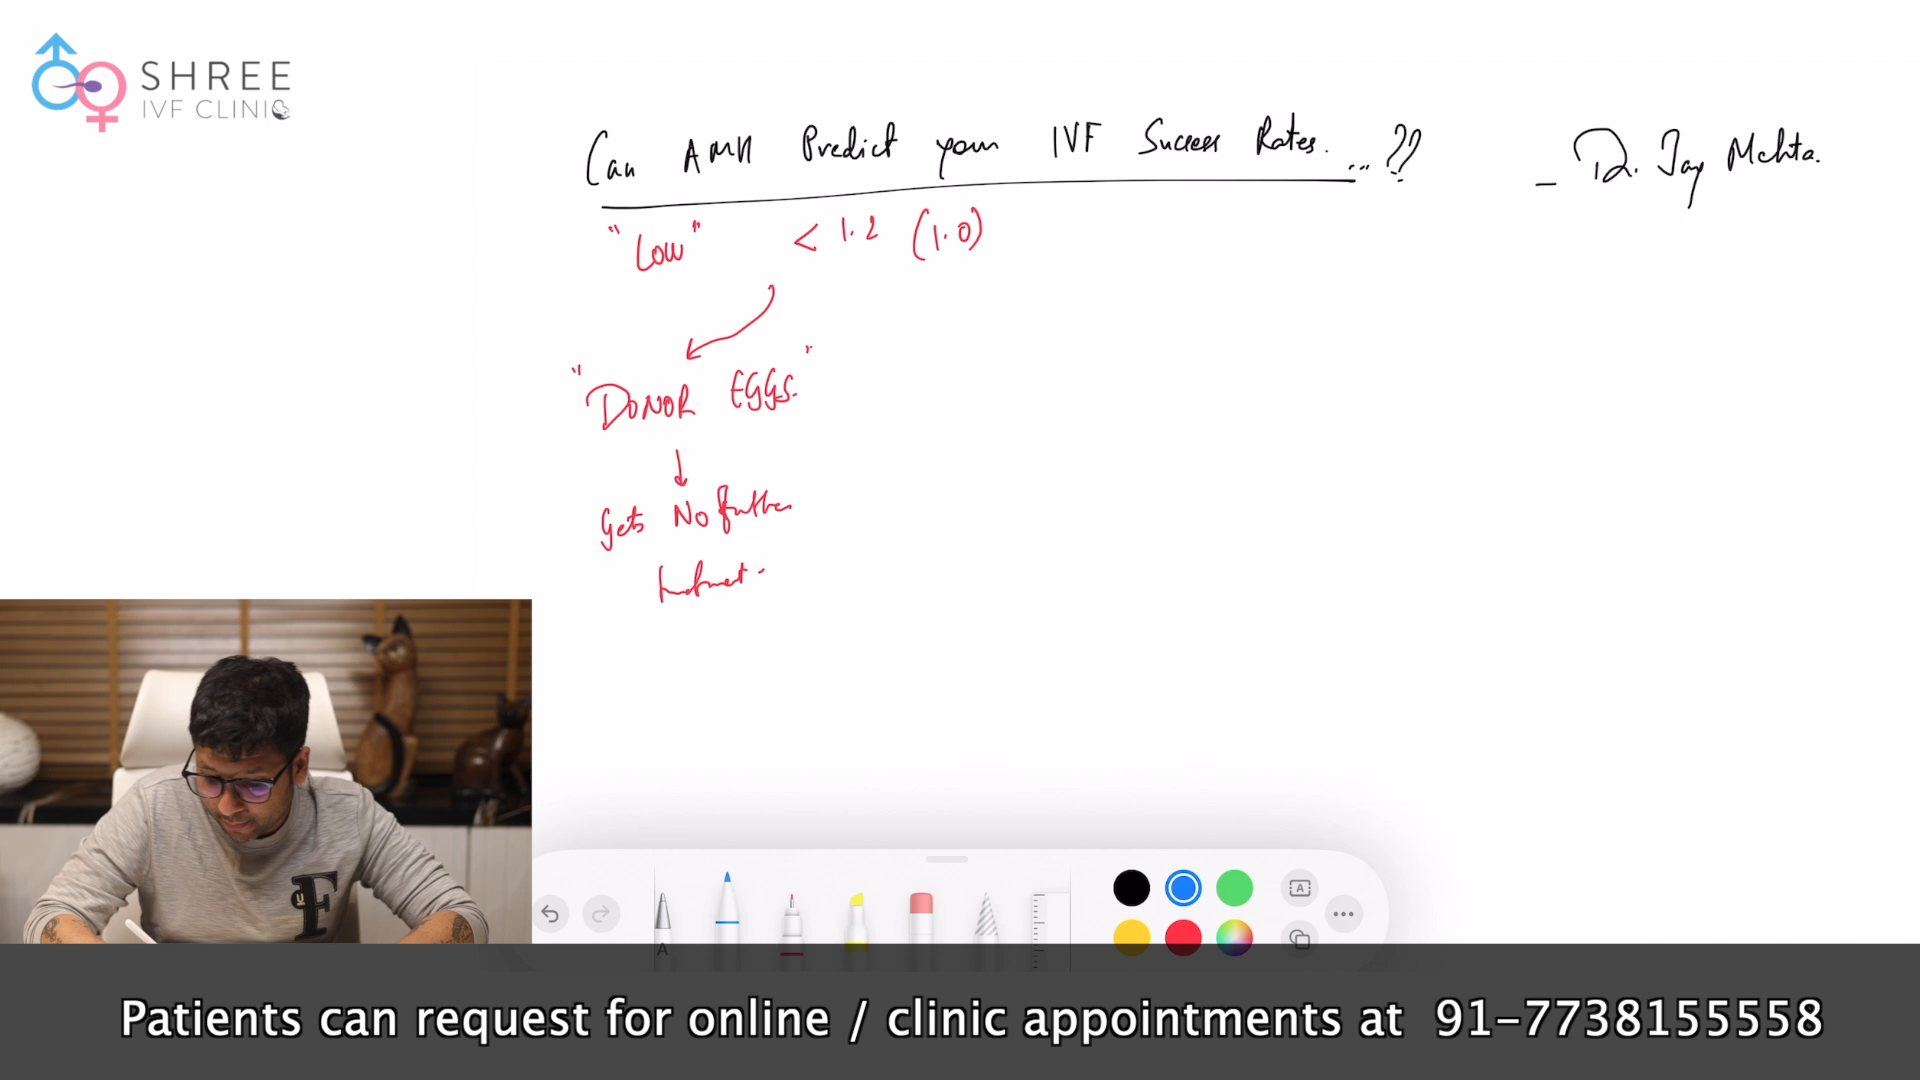 SHREE
IVF CLINIC
Can AMH Predict your IVF Success Rates. ...??
_ Dr. Jay Mehta.
"Low" < 1.2 (1.0)
"DONOR EGGS."
Gets No further
treatment.
A
A
F
U
Patients can request for online / clinic appointments at 91-7738155558